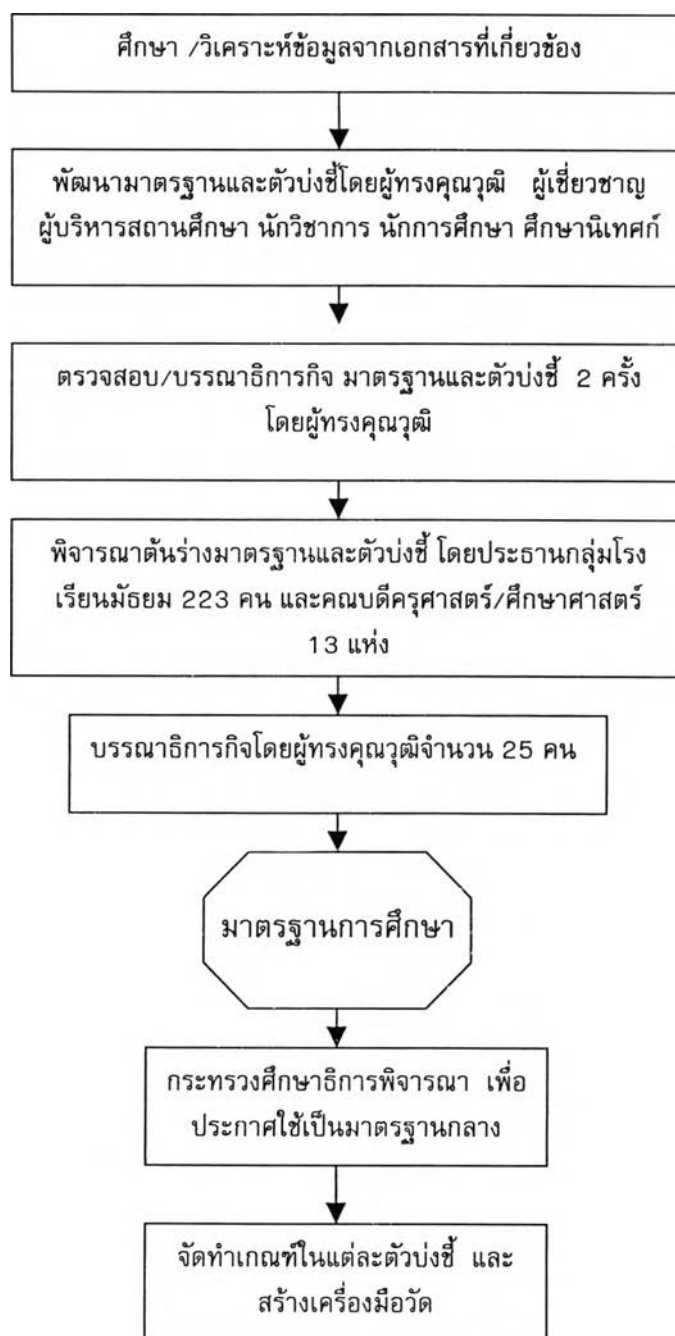 ศึกษา /วิเคราะห์ข้อมูลจากเอกสารที่เกี่ยวข้อง
พัฒนามาตรฐานและตัวบ่งชี้โดยผู้ทรงคุณวุฒิ ผู้เชี่ยวชาญ
ผู้บริหารสถานศึกษา นักวิชาการ นักการศึกษา ศึกษานิเทศก์
ตรวจสอบ/บรรณาธิการกิจ มาตรฐานและตัวบ่งชี้ 2 ครั้ง
โดยผู้ทรงคุณวุฒิ
พิจารณาต้นร่างมาตรฐานและตัวบ่งชี้ โดยประธานกลุ่มโรง
เรียนมัธยม 223 คน และคณบดีครุศาสตร์/ศึกษาศาสตร์
13 แห่ง
บรรณาธิการกิจโดยผู้ทรงคุณวุฒิจำนวน 25 คน
มาตรฐานการศึกษา
กระทรวงศึกษาธิการพิจารณา เพื่อ
ประกาศใช้เป็นมาตรฐานกลาง
จัดทำเกณฑ์ในแต่ละตัวบ่งชี้ และ
สร้างเครื่องมือวัด